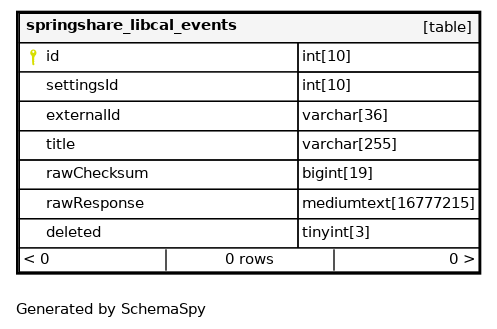 springshare_libcal_events [table]
id int[10]
settingsId int[10]
externalId varchar[36]
title varchar[255]
rawChecksum bigint[19]
rawResponse mediumtext[16777215]
deleted tinyint[3]
< 0 0 rows 0 >
Generated by SchemaSpy